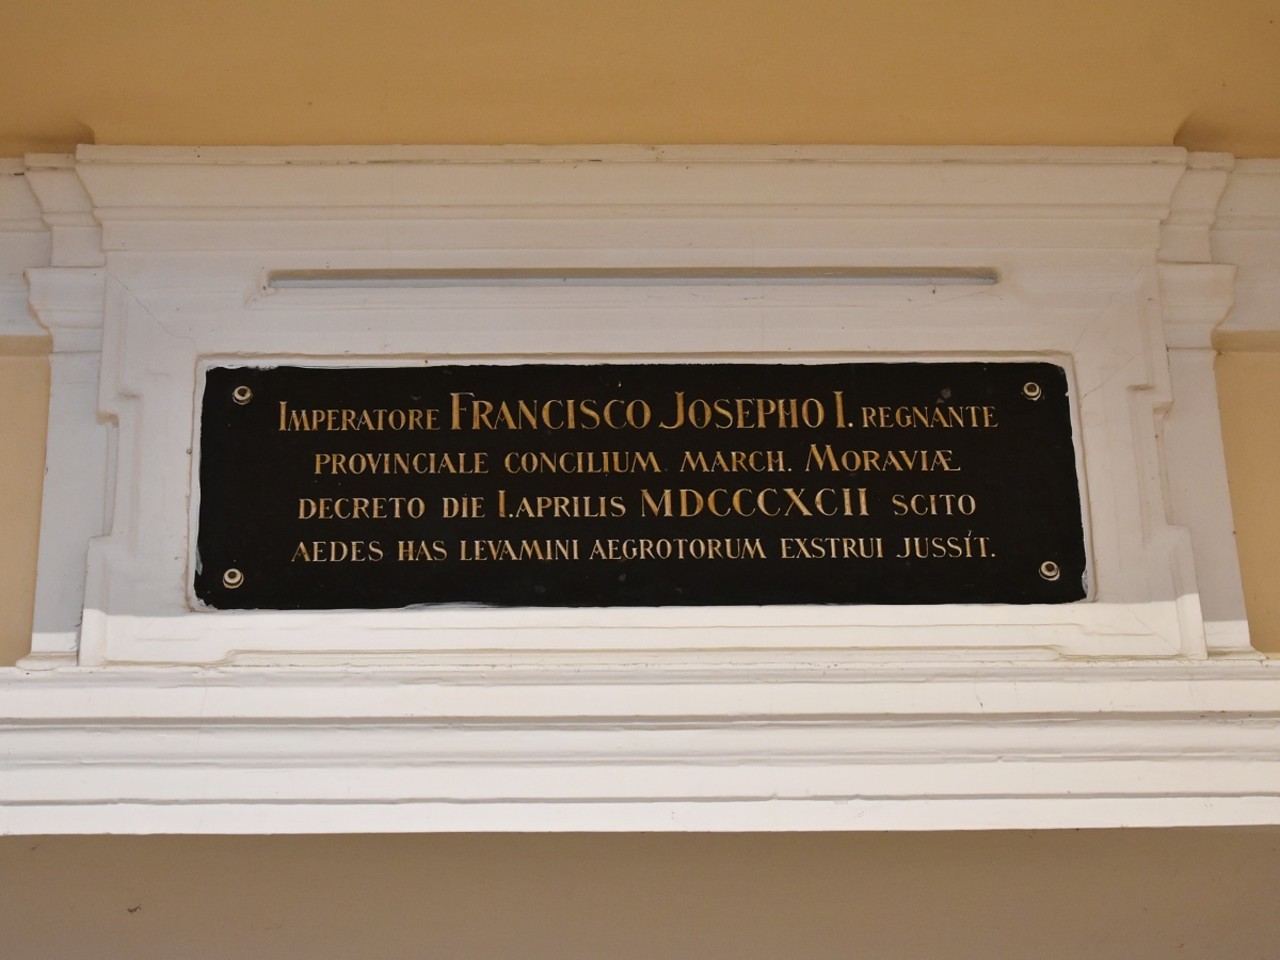 IMPERATORE FRANCISCO JOSEPHO I. REGNANTE
PROVINCIALE CONCILIUM MARCH. MORAVIÆ
DECRETO DIE I. APRILIS MDCCCXCII SCITO
AEDES HAS LEVAMINI AEGROTORUM EXSTRUI JUSSIT.